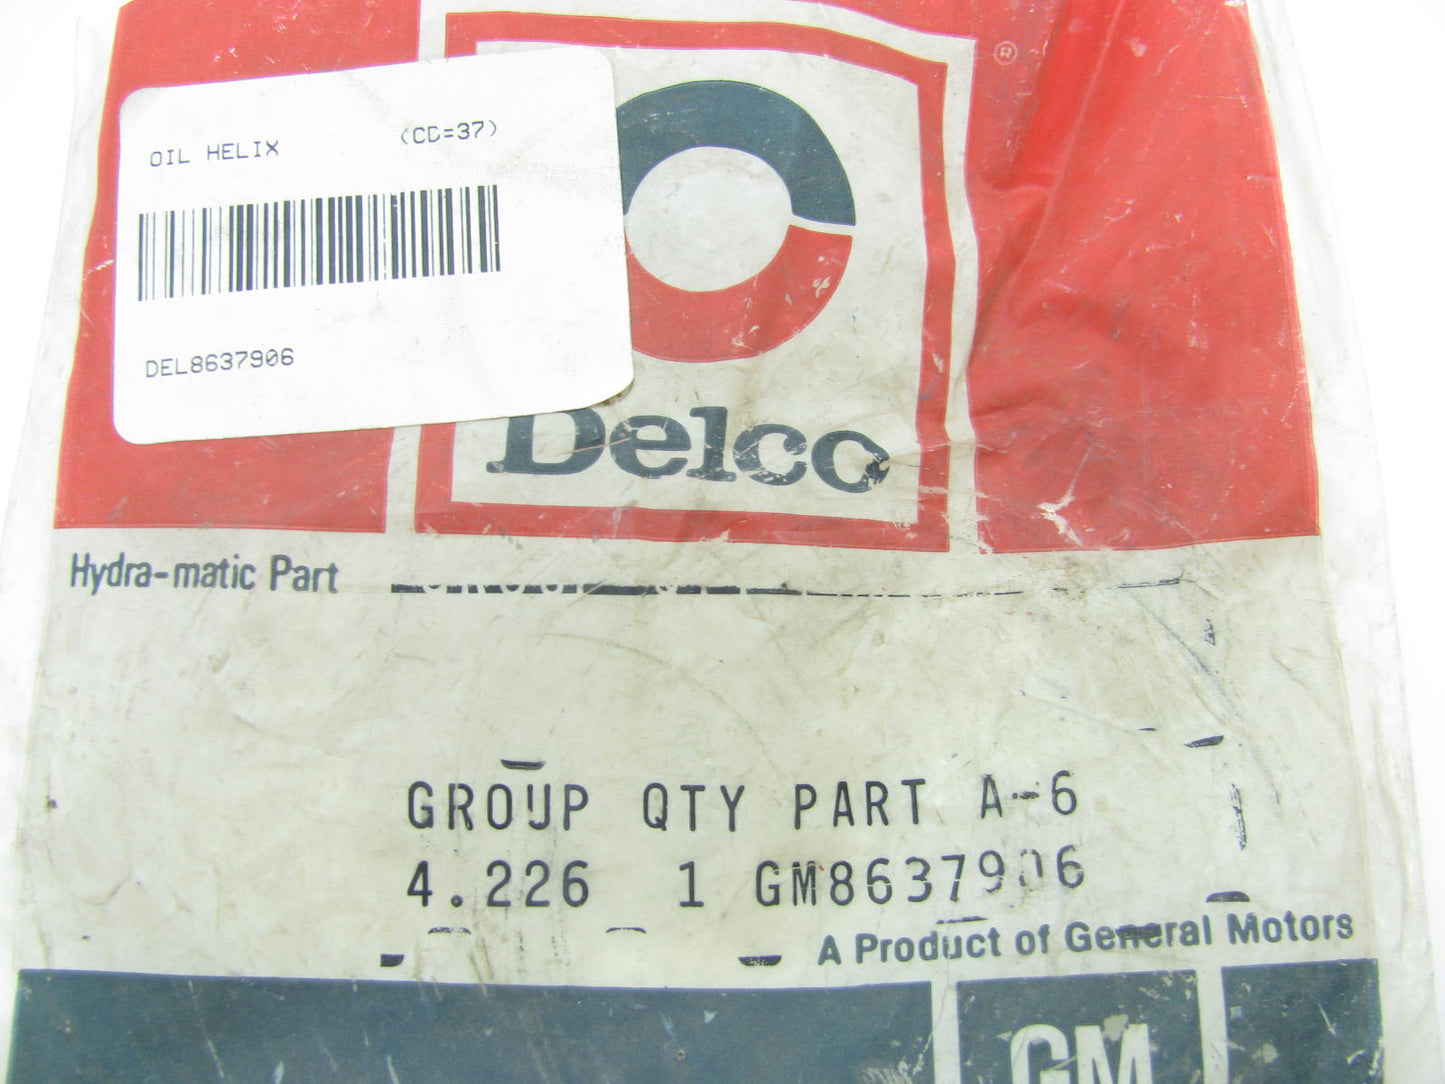 ®
OIL HELIX (CD=37)
DEL8637906
Delco
Hydra-matic Part
GROUP QTY PART A-6
4.226 1 GM8637906
A Product of General Motors
GM